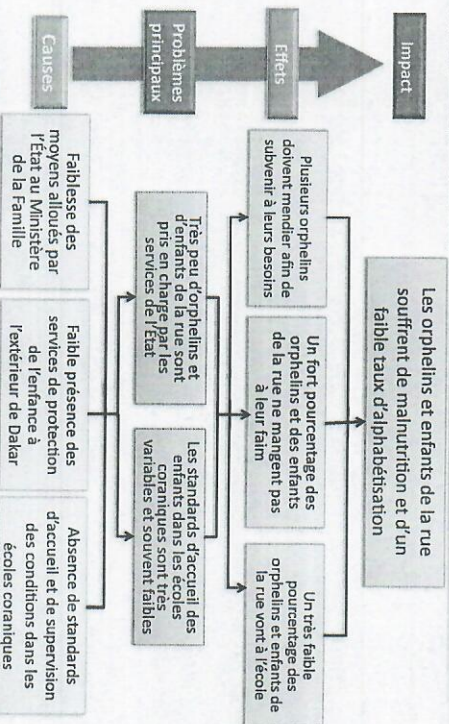 Impact
Les orphelins et enfants de la rue
souffrent de malnutrition et d'un
faible taux d'alphabétisation
Effets
Plusieurs orphelins
doivent mendier afin de
subvenir à leurs besoins
Un fort pourcentage des
orphelins et des enfants
de la rue ne mangent pas
à leur faim
Un très faible
pourcentage des
orphelins et enfants de
la rue vont à l'école
Problèmes
principaux
Très peu d'orphelins et
d'enfants de la rue sont
pris en charge par les
services de l'État
Les standards d'accueil des
enfants dans les écoles
coraniques sont très
variables et souvent faibles
Causes
Faiblesse des
moyens alloués par
l'État au Ministère
de la Famille
Faible présence des
services de protection
de l'enfance à
l'extérieur de Dakar
Absence de standards
d'accueil et de supervision
des conditions dans les
écoles coraniques